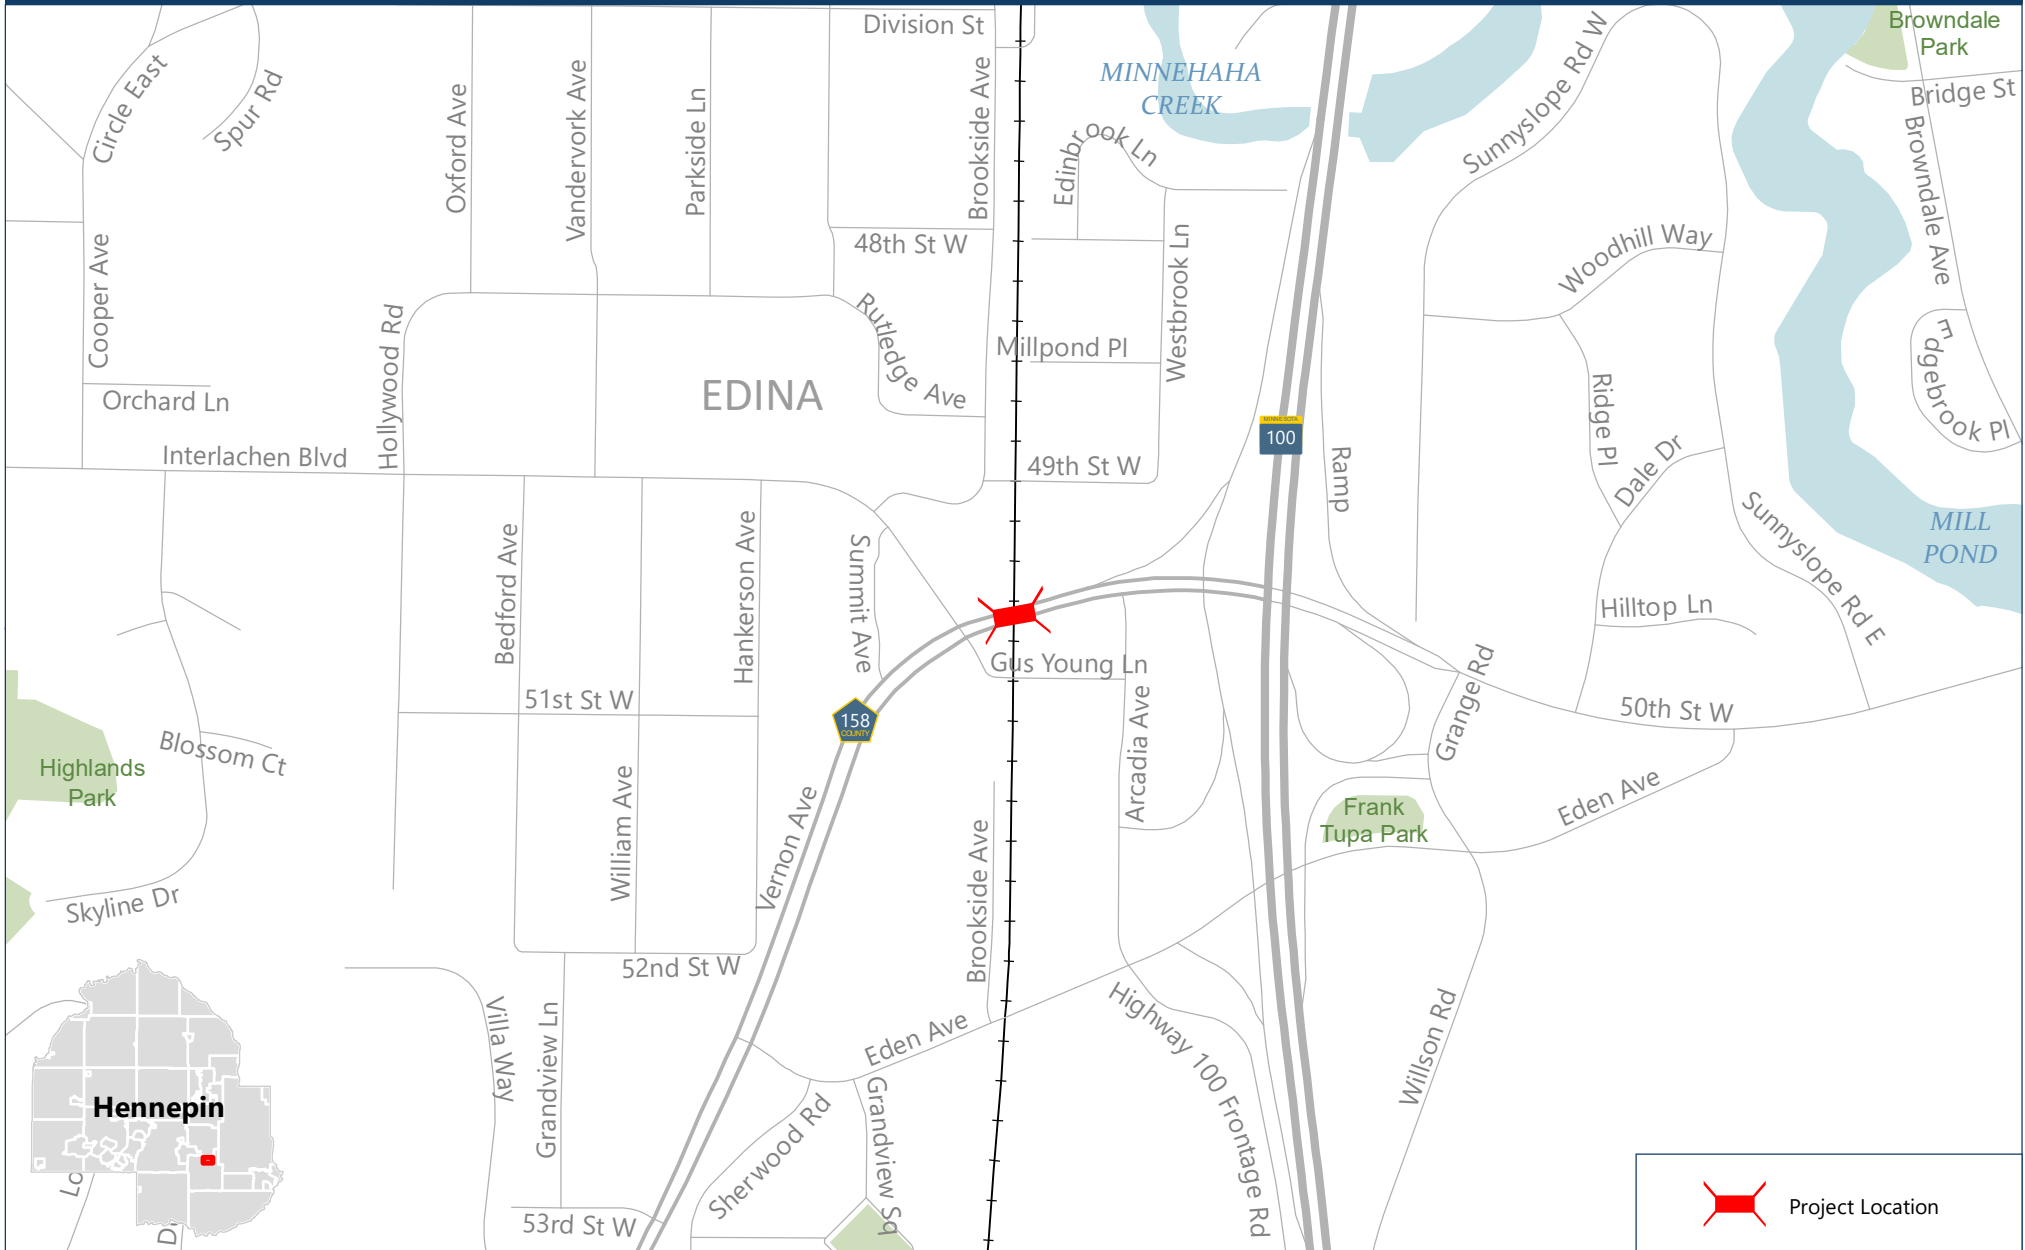 Division St
Browndale
Park
Bridge St
Circle East
Spur Rd
Oxford Ave
Vandervork Ave
Parkside Ln
Brookside Ave
MINNEHAHA
CREEK
Edinbrook Ln
Sunnyslope Rd W
Browndale Ave
48th St W
Woodhill Way
Cooper Ave
Hollywood Rd
Rutledge Ave
Westbrook Ln
Millpond Pl
Edgebrook Pl
EDINA
Orchard Ln
Ridge Pl
MINNESOTA
100
Interlachen Blvd
49th St W
Ramp
Dale Dr
MILL
POND
Sunnyslope Rd E
Bedford Ave
Hankerson Ave
Summit Ave
Hilltop Ln
Gus Young Ln
51st St W
158
COUNTY
Arcadia Ave
Grange Rd
50th St W
Blossom Ct
Highlands
Park
William Ave
Vernon Ave
Brookside Ave
Frank
Tupa Park
Eden Ave
Skyline Dr
52nd St W
Villa Way
Grandview Ln
Eden Ave
Highway 100 Frontage Rd
Willson Rd
Hennepin
Sherwood Rd
Grandview Sq
53rd St W
Lo
D
Project Location